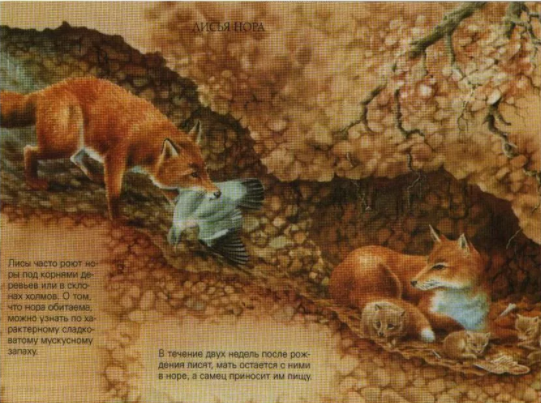 ЛИСЬЯ НОРА
Лисы часто роют но-
ры под корнями де-
ревьев или в скло-
нах холмов. О том,
что нора обитаема,
можно узнать по ха-
рактерному сладко-
ватому мускусному
запаху.
В течение двух недель после рож-
дения лисят, мать остается с ними
в норе, а самец приносит им пищу.